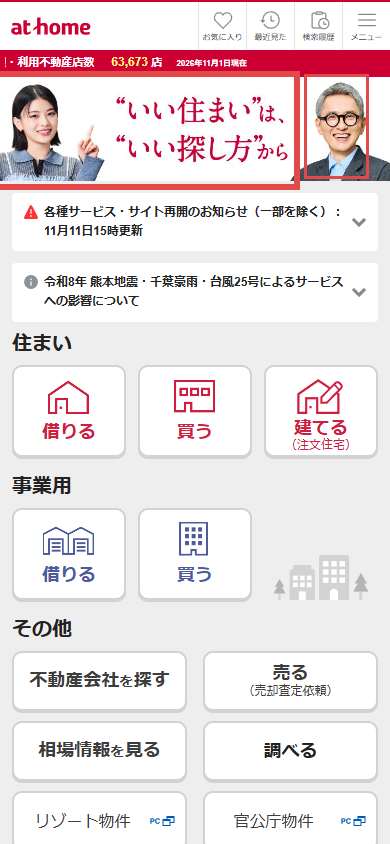 at home
お気に入り
最近見た
検索履歴
メニュー
・利用不動産店数 63,673 店 2026年11月1日現在
“いい住まい”は、
“いい探し方”から
各種サービス・サイト再開のお知らせ（一部を除く）：
11月11日15時更新
令和8年 熊本地震・千葉豪雨・台風25号によるサービス
への影響について
住まい
借りる
買う
建てる
（注文住宅）
事業用
借りる
買う
その他
不動産会社を探す
売る
（売却査定依頼）
相場情報を見る
調べる
リゾート物件 PC
官公庁物件 PC